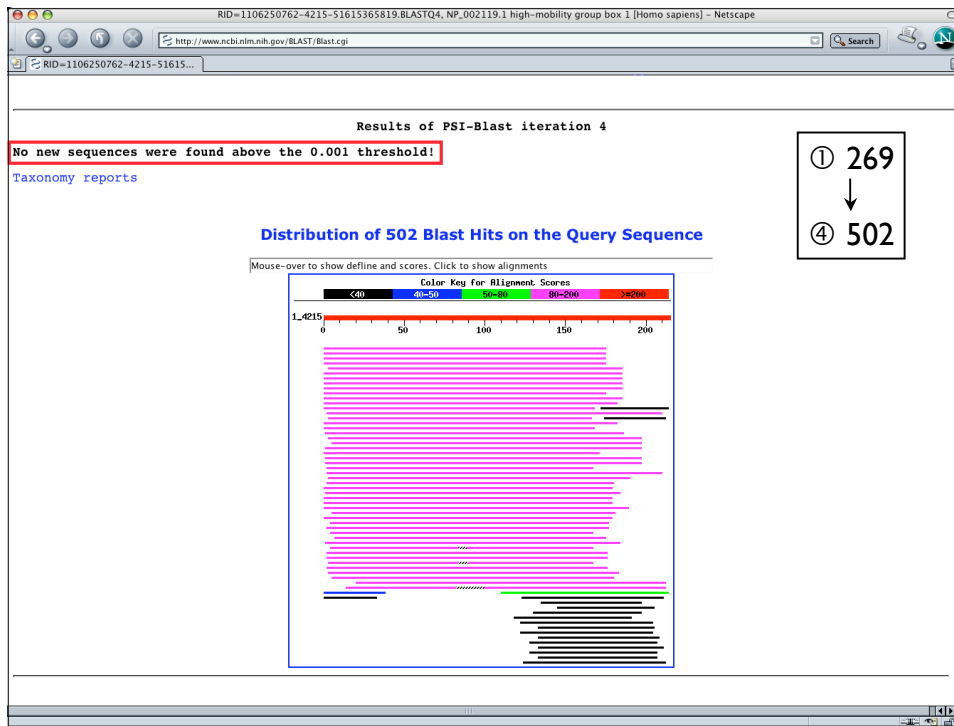 RID=1106250762-4215-51615365819.BLASTQ4, NP_002119.1 high-mobility group box 1 [Homo sapiens] – Netscape
http://www.ncbi.nlm.nih.gov/BLAST/Blast.cgi
Search
N
RID=1106250762-4215-51615...
Results of PSI-Blast iteration 4
No new sequences were found above the 0.001 threshold!
Taxonomy reports
① 269
↓
④ 502
Distribution of 502 Blast Hits on the Query Sequence
Mouse-over to show defline and scores. Click to show alignments
Color Key for Alignment Scores
<40 40-50 50-80 80-200 >=200
1_4215
0 50 100 150 200